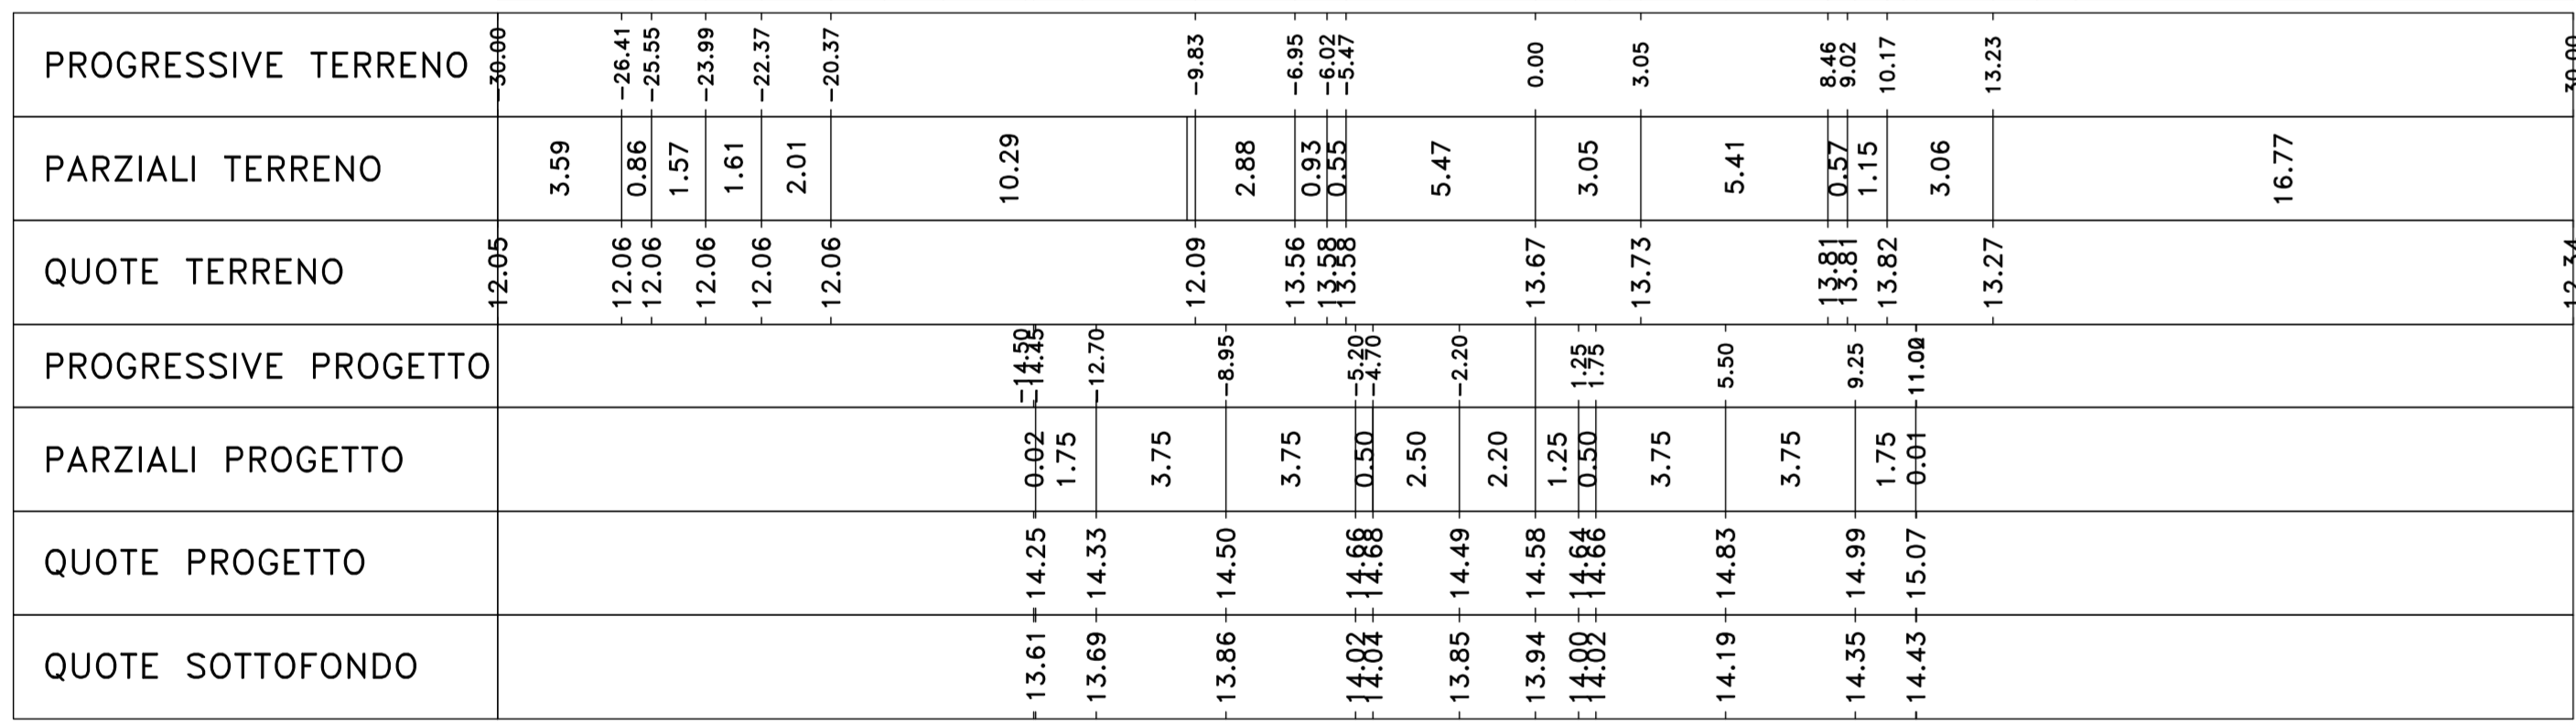 PROGRESSIVE TERRENO -30.00 -26.41 -25.55 -23.99 -22.37 -20.37 -9.83 -6.95 -6.02 -5.47 0.00 3.05 8.46 9.02 10.17 13.23 30.00
PARZIALI TERRENO 3.59 0.86 1.57 1.61 2.01 10.29 2.88 0.93 0.55 5.47 3.05 5.41 0.57 1.15 3.06 16.77
QUOTE TERRENO 12.05 12.06 12.06 12.06 12.06 12.06 12.09 13.56 13.58 13.58 13.67 13.73 13.81 13.81 13.82 13.27 12.34
PROGRESSIVE PROGETTO -14.50 -14.45 -12.70 -8.95 -5.20 -4.70 -2.20 1.25 1.75 5.50 9.25
PARZIALI PROGETTO 0.02 1.75 3.75 3.75 0.50 2.50 2.20 1.25 0.50 3.75 3.75 1.75 0.01
QUOTE PROGETTO 14.25 14.33 14.50 14.66 14.68 14.49 14.58 14.64 14.66 14.83 14.99 15.07
QUOTE SOTTOFONDO 13.61 13.69 13.86 14.02 14.04 13.85 13.94 14.00 14.02 14.19 14.35 14.43